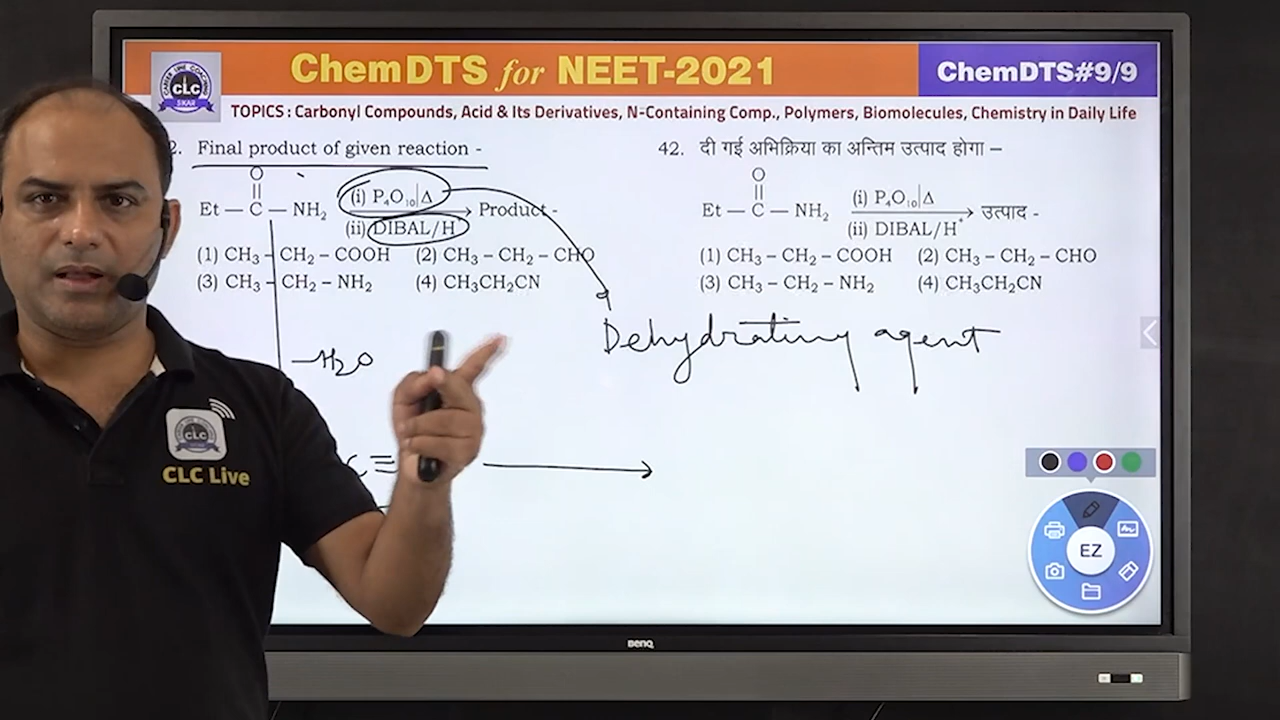 ChemDTS for NEET-2021
ChemDTS#9/9
CLC
SIKAR
TOPICS : Carbonyl Compounds, Acid & Its Derivatives, N-Containing Comp., Polymers, Biomolecules, Chemistry in Daily Life
2. Final product of given reaction -
O
Et — C — NH₂ (i) P₄O₁₀|Δ Product -
(ii) DIBAL/H
(1) CH₃ - CH₂ – COOH (2) CH₃ – CH₂ – CHO
(3) CH₃ - CH₂ – NH₂ (4) CH₃CH₂CN
-H₂O
C≡
42. दी गई अभिक्रिया का अन्तिम उत्पाद होगा –
O
Et — C — NH₂ (i) P₄O₁₀|Δ उत्पाद -
(ii) DIBAL/H⁺
(1) CH₃ – CH₂ – COOH (2) CH₃ – CH₂ – CHO
(3) CH₃ – CH₂ – NH₂ (4) CH₃CH₂CN
Dehydrating agent
EZ
CLC
CLC Live
BenQ